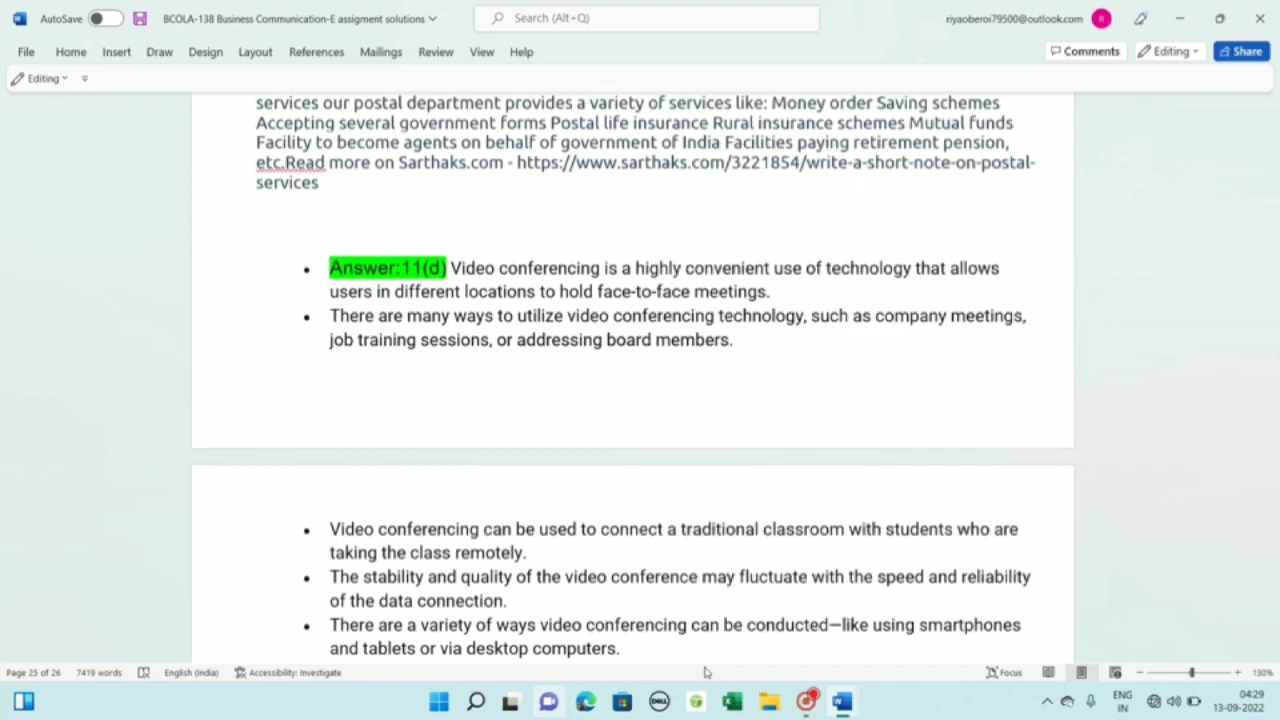 AutoSave
BCOLA-138 Business Communication-E assigment solutions
Search (Alt+Q)
riyaoberoi79500@outlook.com
R
File Home Insert Draw Design Layout References Mailings Review View Help
Comments Editing Share
Editing
services our postal department provides a variety of services like: Money order Saving schemes
Accepting several government forms Postal life insurance Rural insurance schemes Mutual funds
Facility to become agents on behalf of government of India Facilities paying retirement pension,
etc.Read more on Sarthaks.com - https://www.sarthaks.com/3221854/write-a-short-note-on-postal-
services
• Answer:11(d) Video conferencing is a highly convenient use of technology that allows
users in different locations to hold face-to-face meetings.
• There are many ways to utilize video conferencing technology, such as company meetings,
job training sessions, or addressing board members.
• Video conferencing can be used to connect a traditional classroom with students who are
taking the class remotely.
• The stability and quality of the video conference may fluctuate with the speed and reliability
of the data connection.
• There are a variety of ways video conferencing can be conducted—like using smartphones
and tablets or via desktop computers.
Page 25 of 26 7419 words English (India) Accessibility: Investigate Focus 130%
DELL
ENG
IN
04:29
13-09-2022